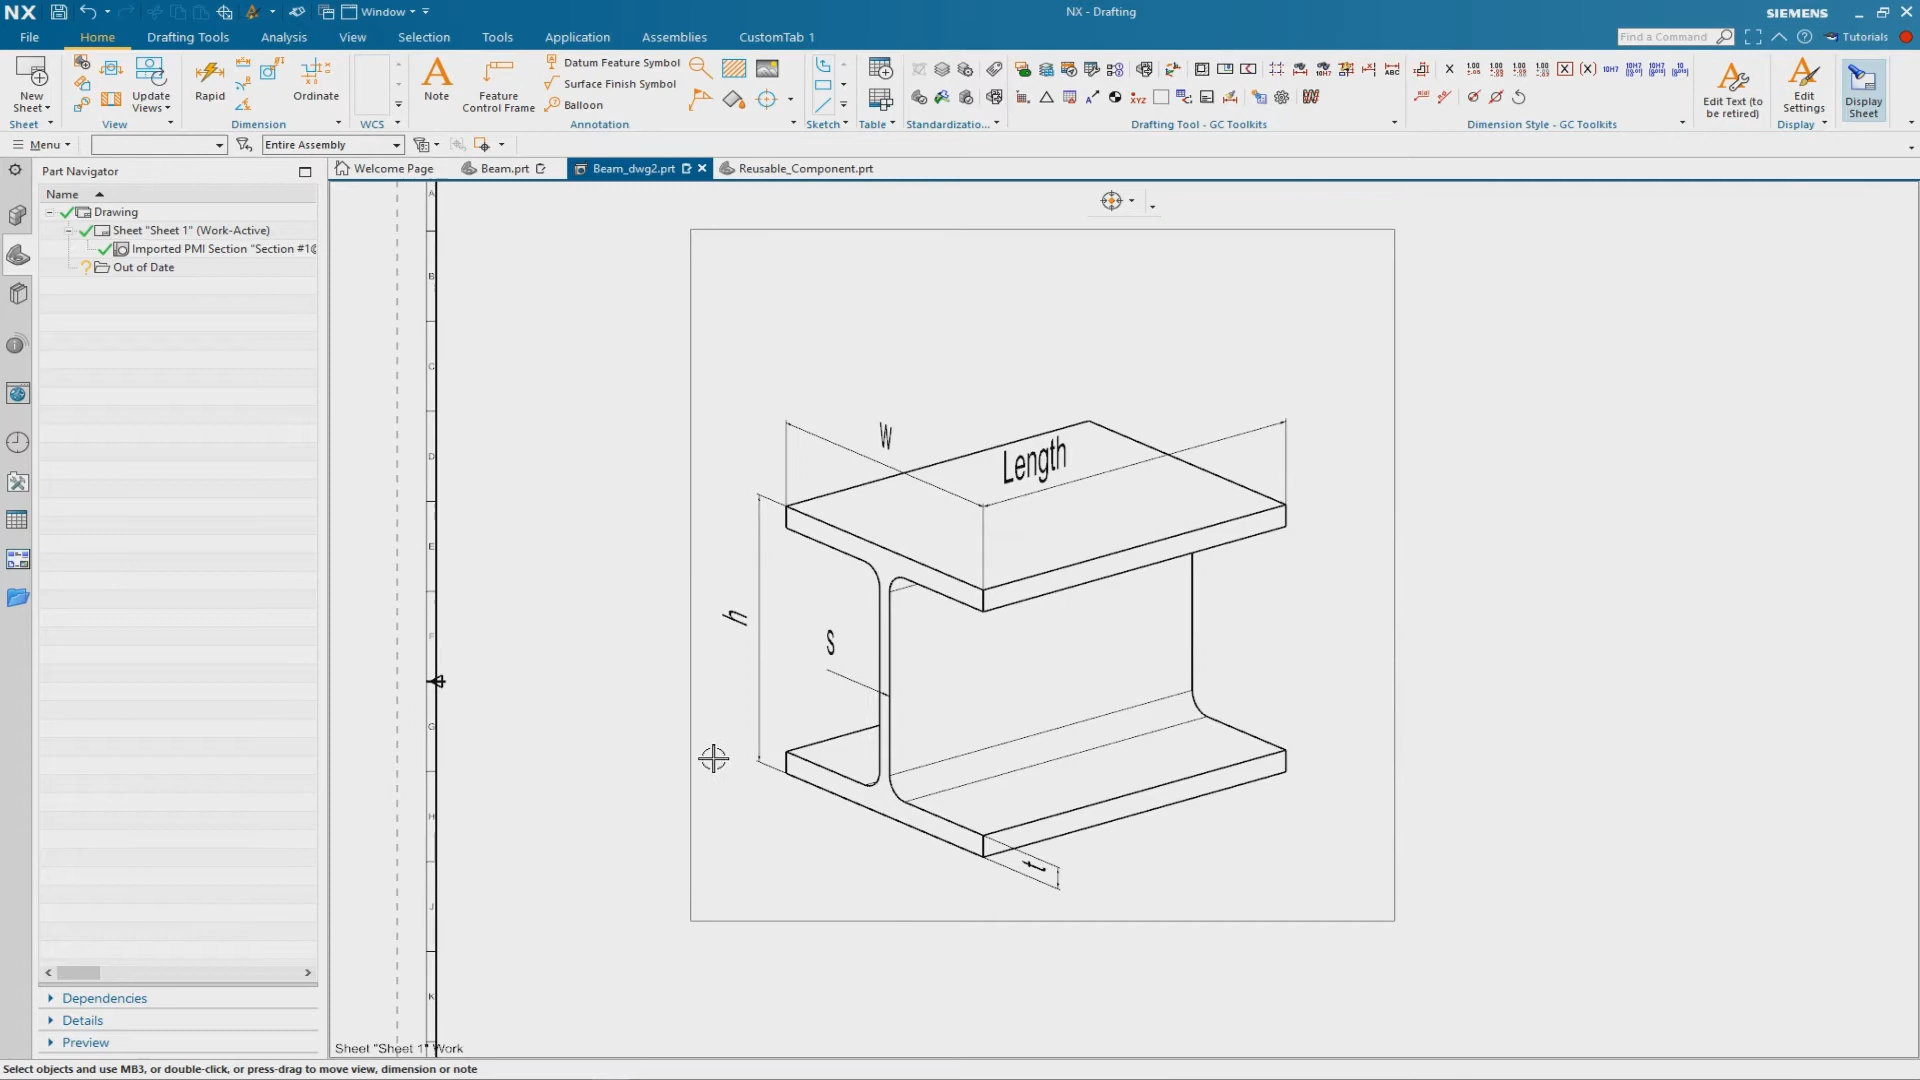 NX
Window
NX - Drafting
SIEMENS
File
Home
Drafting Tools
Analysis
View
Selection
Tools
Application
Assemblies
CustomTab 1
Find a Command
Tutorials
New
Sheet
Update
Views
Rapid
Ordinate
Note
Feature
Control Frame
Datum Feature Symbol
Surface Finish Symbol
Balloon
Edit Text (to
be retired)
Edit
Settings
Display
Sheet
Sheet
View
Dimension
WCS
Annotation
Sketch
Table
Standardizatio...
Drafting Tool - GC Toolkits
Dimension Style - GC Toolkits
Display
Menu
Entire Assembly
Part Navigator
Welcome Page
Beam.prt
Beam_dwg2.prt
Reusable_Component.prt
Name
Drawing
Sheet "Sheet 1" (Work-Active)
Imported PMI Section "Section #1@
Out of Date
A
B
C
D
E
F
G
H
J
K
W
Length
h
S
t
Dependencies
Details
Preview
Sheet "Sheet 1" Work
Select objects and use MB3, or double-click, or press-drag to move view, dimension or note